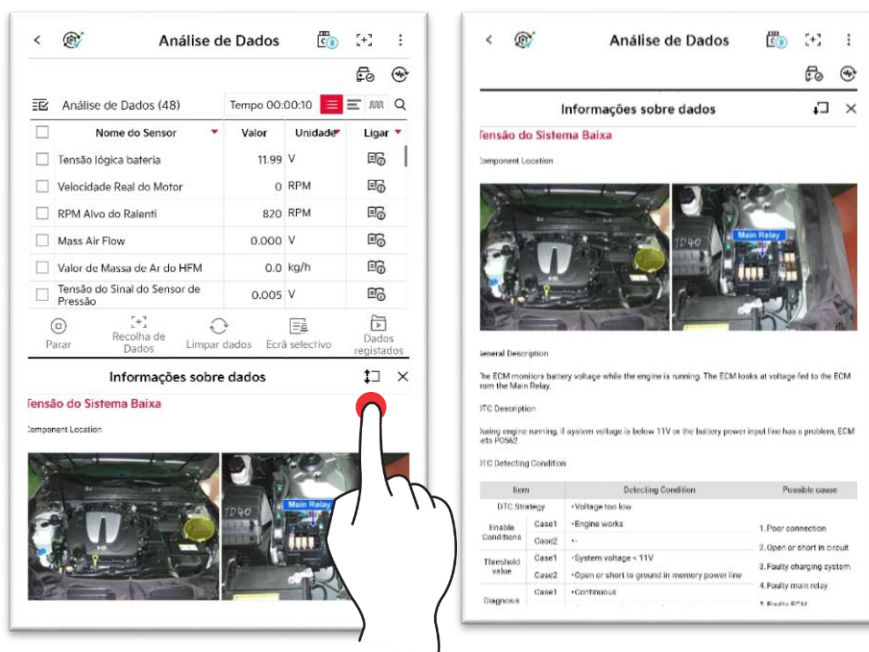 Análise de Dados
Análise de Dados (48)
Tempo 00:00:10
Nome do Sensor Valor Unidade Ligar
Tensão lógica bateria 11.99 V
Velocidade Real do Motor 0 RPM
RPM Alvo do Ralenti 820 RPM
Mass Air Flow 0.000 V
Valor de Massa de Ar do HFM 0.0 kg/h
Tensão do Sinal do Sensor de
Pressão 0.005 V
Parar
Recolha de
Dados
Limpar dados
Ecrã selectivo
Dados
registados
Informações sobre dados
Tensão do Sistema Baixa
Component Location
TD40
Main Relay
Análise de Dados
Informações sobre dados
Tensão do Sistema Baixa
Component Location
TD40
Main Relay
General Description
The ECM monitors battery voltage while the engine is running. The ECM looks at voltage fed to the ECM
from the Main Relay.
DTC Description
During engine running, if system voltage is below 11V or the battery power input line has a problem, ECM
sets P0562.
DTC Detecting Condition
Item Detecting Condition Possible cause
DTC Strategy •Voltage too low
Enable
Conditions
Case1 •Engine works
Case2 •-
Threshold
value
Case1 •System voltage < 11V
Case2 •Open or short to ground in memory power line
Diagnosis
Case1 •Continuous
1.Poor connection
2.Open or short in circuit
3.Faulty charging system
4.Faulty main relay
5.Faulty ECM